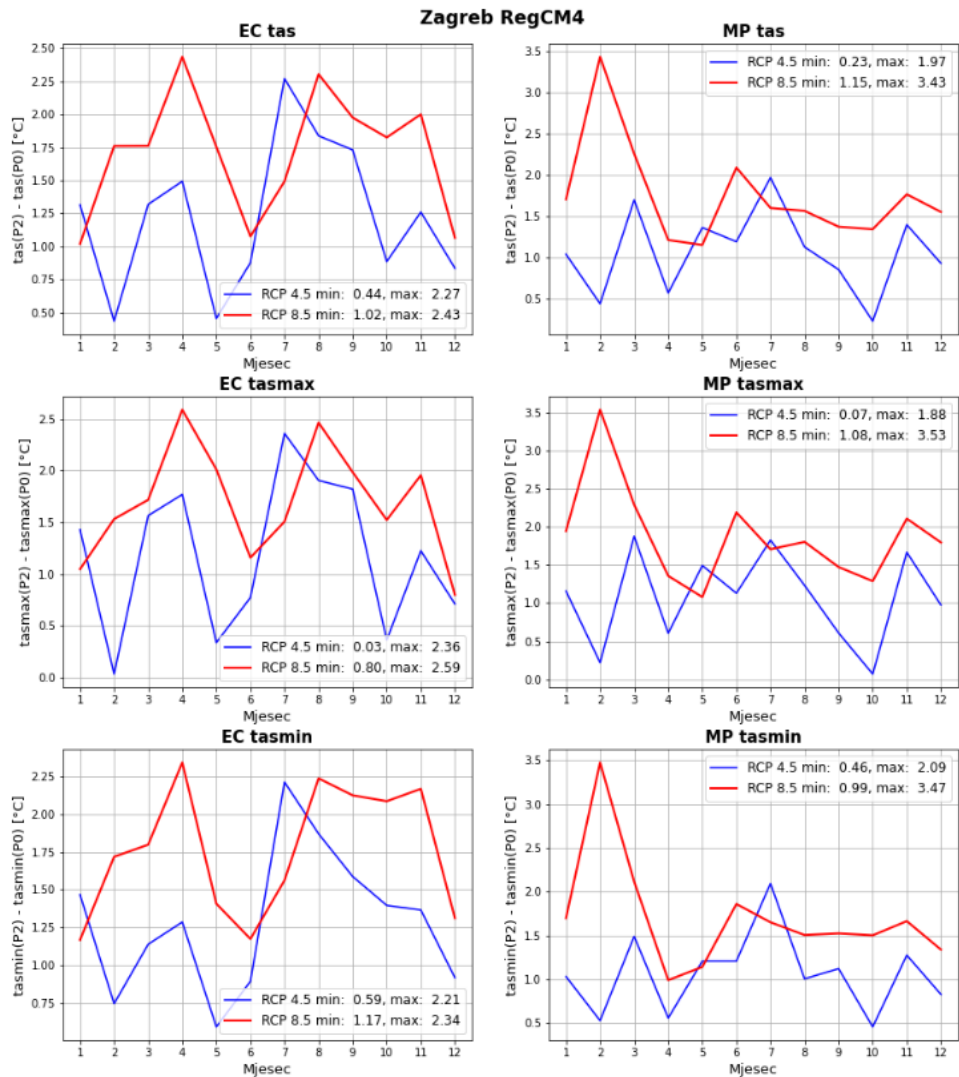 Zagreb RegCM4
EC tas
tas(P2) - tas(P0) [°C]
2.50
2.25
2.00
1.75
1.50
1.25
1.00
0.75
0.50
RCP 4.5 min: 0.44, max: 2.27
RCP 8.5 min: 1.02, max: 2.43
1 2 3 4 5 6 7 8 9 10 11 12
Mjesec
MP tas
tas(P2) - tas(P0) [°C]
3.5
3.0
2.5
2.0
1.5
1.0
0.5
RCP 4.5 min: 0.23, max: 1.97
RCP 8.5 min: 1.15, max: 3.43
1 2 3 4 5 6 7 8 9 10 11 12
Mjesec
EC tasmax
tasmax(P2) - tasmax(P0) [°C]
2.5
2.0
1.5
1.0
0.5
0.0
RCP 4.5 min: 0.03, max: 2.36
RCP 8.5 min: 0.80, max: 2.59
1 2 3 4 5 6 7 8 9 10 11 12
Mjesec
MP tasmax
tasmax(P2) - tasmax(P0) [°C]
3.5
3.0
2.5
2.0
1.5
1.0
0.5
0.0
RCP 4.5 min: 0.07, max: 1.88
RCP 8.5 min: 1.08, max: 3.53
1 2 3 4 5 6 7 8 9 10 11 12
Mjesec
EC tasmin
tasmin(P2) - tasmin(P0) [°C]
2.25
2.00
1.75
1.50
1.25
1.00
0.75
RCP 4.5 min: 0.59, max: 2.21
RCP 8.5 min: 1.17, max: 2.34
1 2 3 4 5 6 7 8 9 10 11 12
Mjesec
MP tasmin
tasmin(P2) - tasmin(P0) [°C]
3.5
3.0
2.5
2.0
1.5
1.0
0.5
RCP 4.5 min: 0.46, max: 2.09
RCP 8.5 min: 0.99, max: 3.47
1 2 3 4 5 6 7 8 9 10 11 12
Mjesec